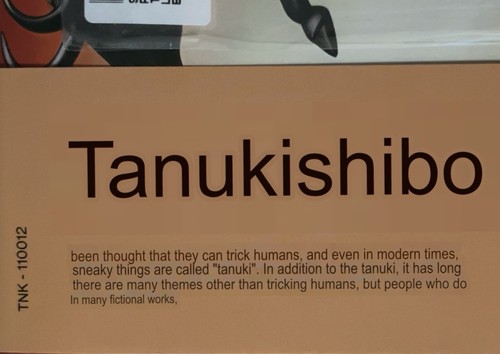 Tanukishibo
been thought that they can trick humans, and even in modern times,
sneaky things are called "tanuki". In addition to the tanuki, it has long
there are many themes other than tricking humans, but people who do
In many fictional works,
TNK - 110012